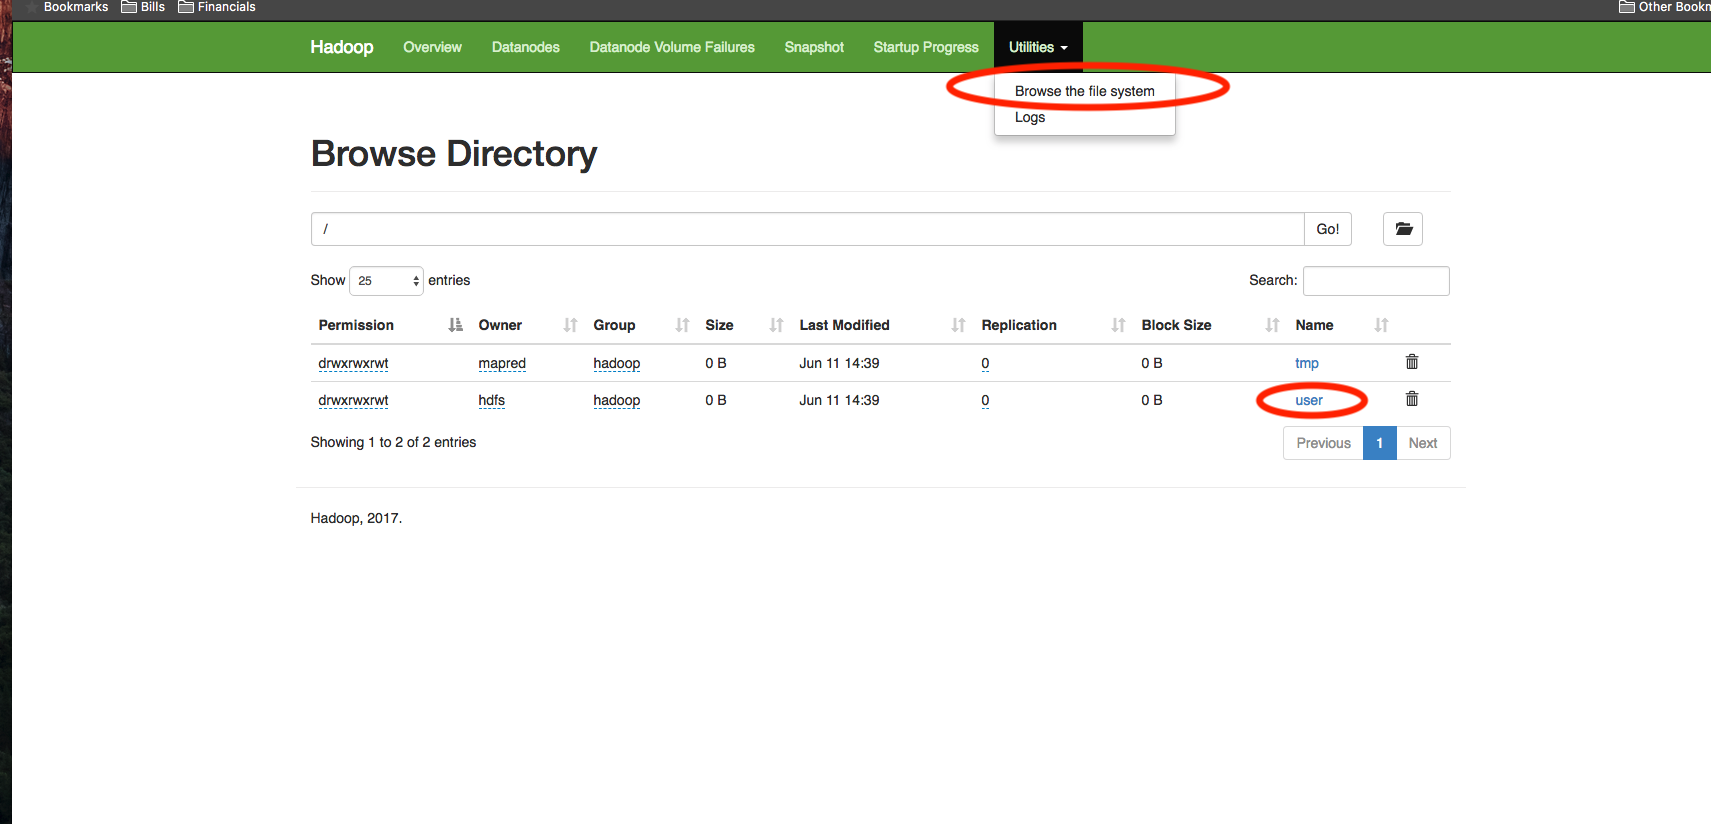 Bookmarks Bills Financials Other Bookm
Hadoop Overview Datanodes Datanode Volume Failures Snapshot Startup Progress Utilities
Browse the file system
Logs
Browse Directory
/ Go!
Show 25 entries Search:
Permission Owner Group Size Last Modified Replication Block Size Name
drwxrwxrwt mapred hadoop 0 B Jun 11 14:39 0 0 B tmp
drwxrwxrwt hdfs hadoop 0 B Jun 11 14:39 0 0 B user
Showing 1 to 2 of 2 entries Previous 1 Next
Hadoop, 2017.